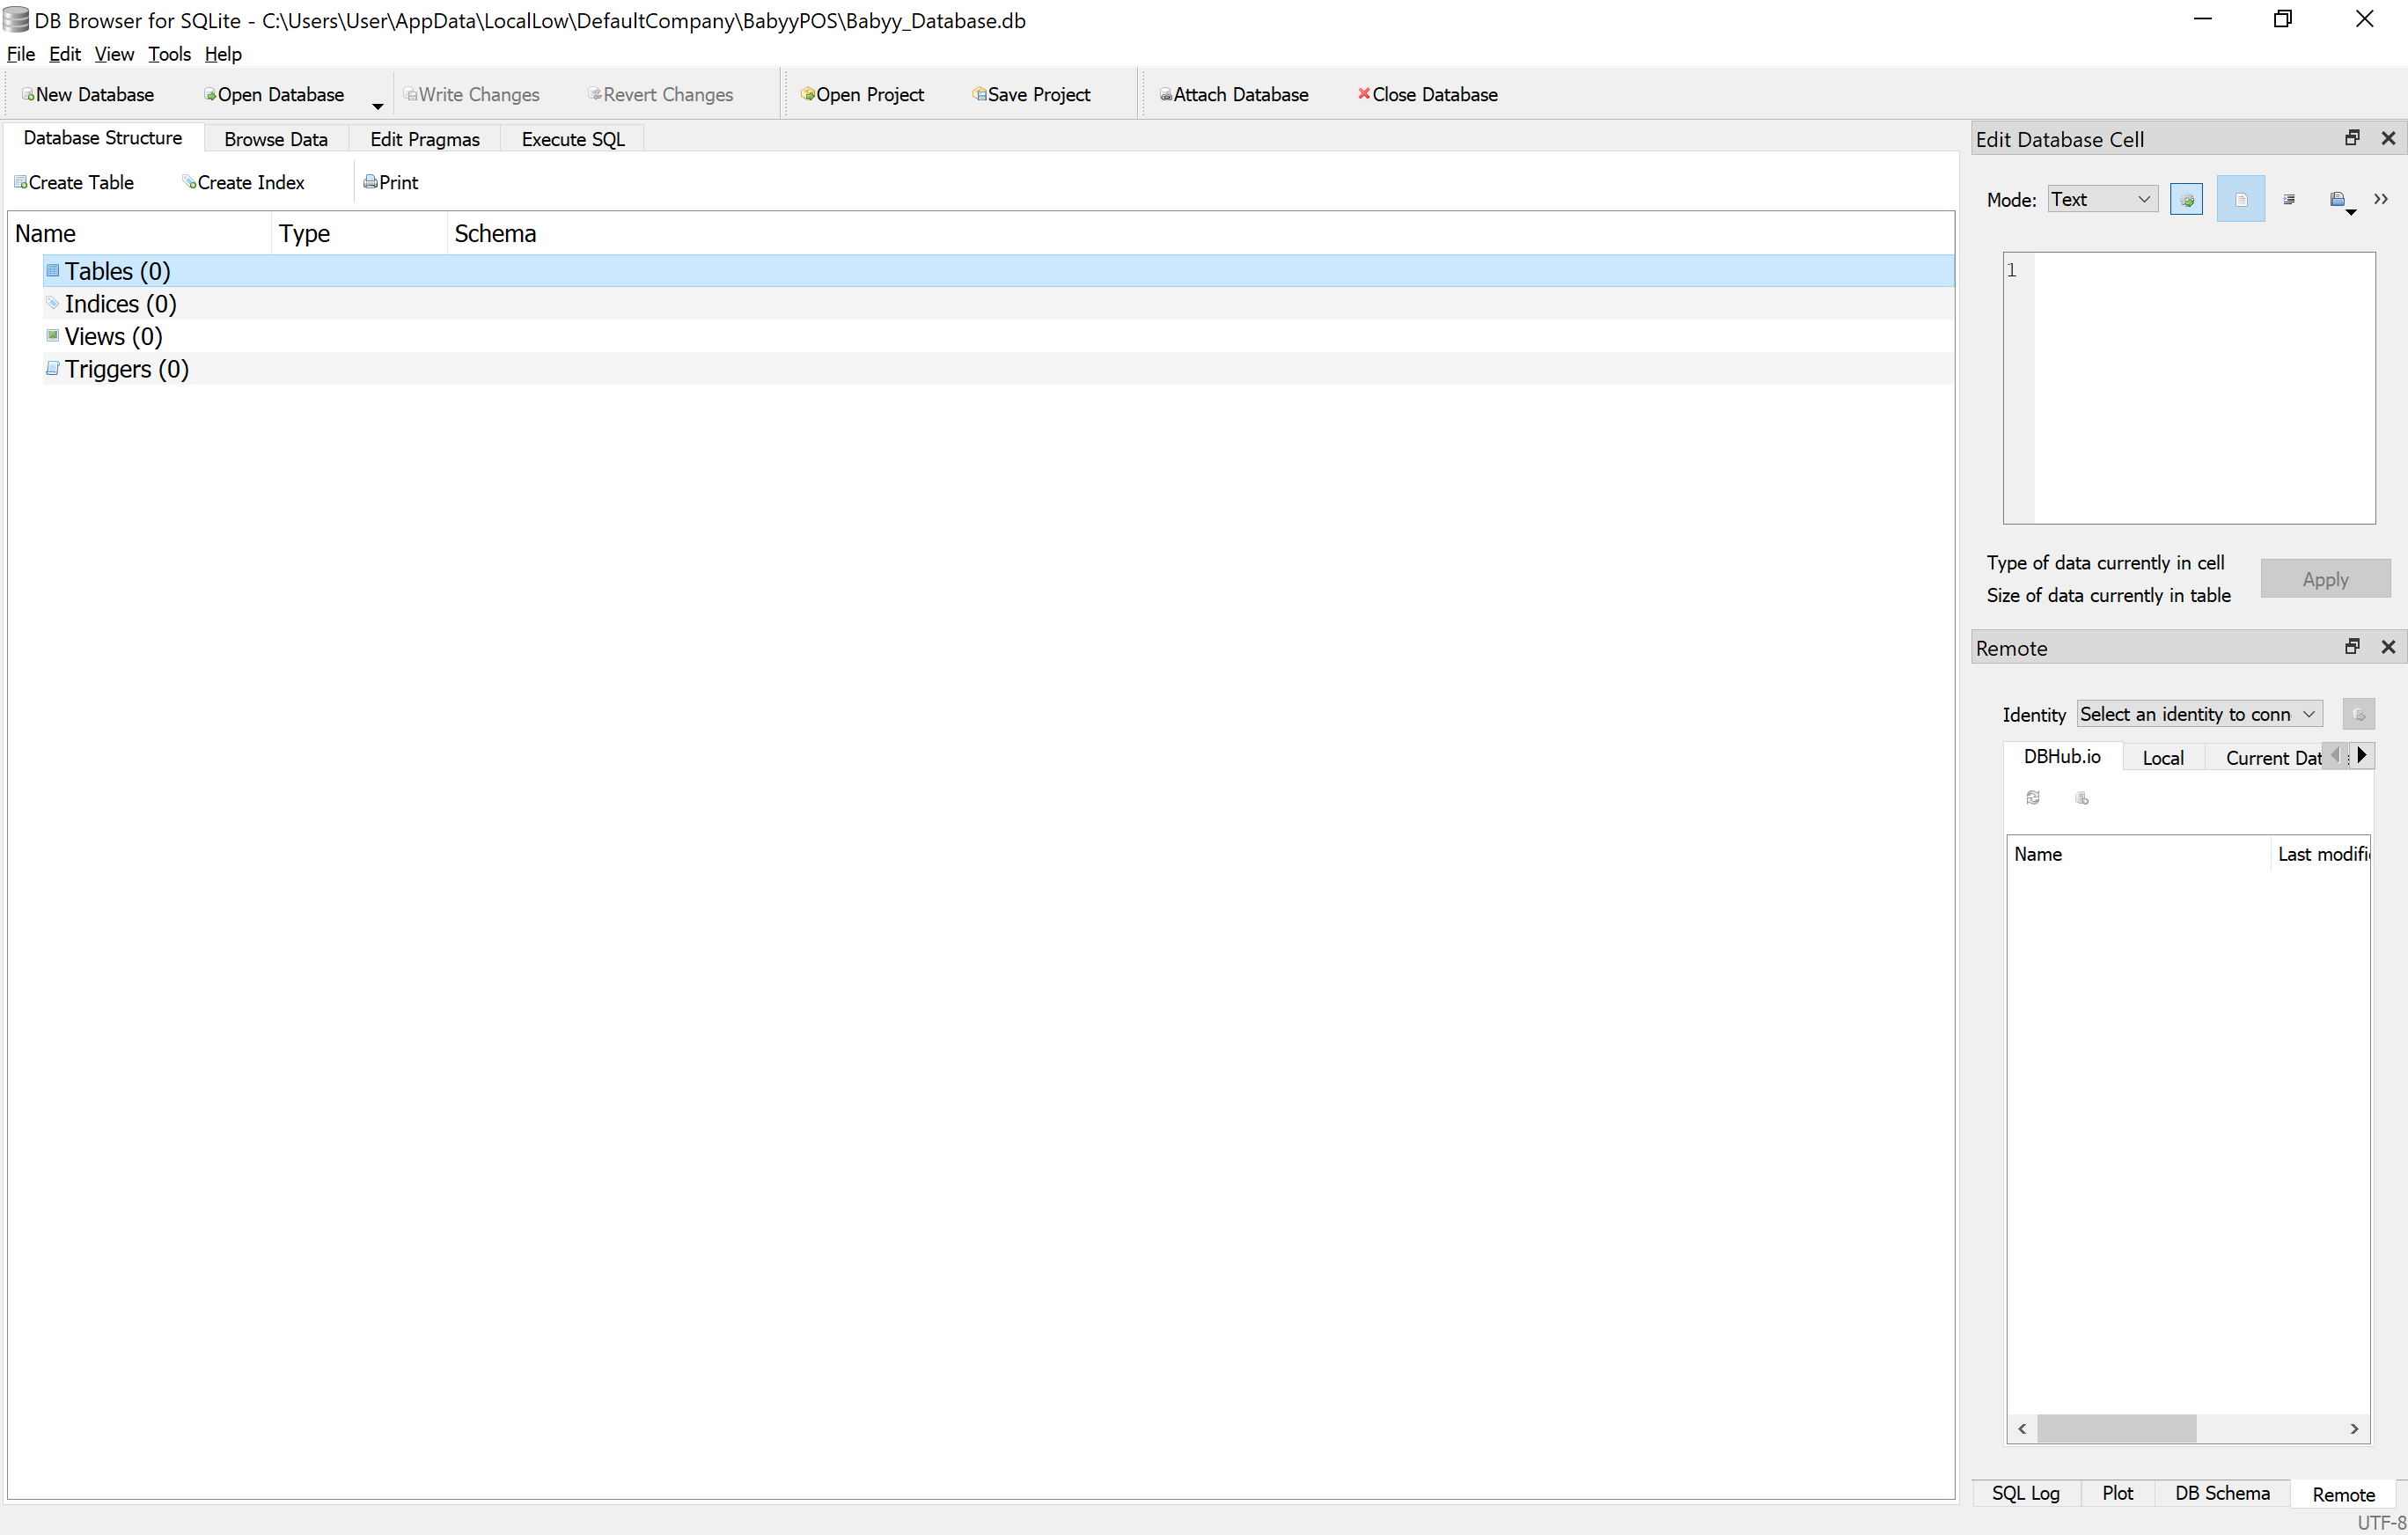 DB Browser for SQLite - C:\Users\User\AppData\LocalLow\DefaultCompany\BabyyPOS\Babyy_Database.db
File Edit View Tools Help
New Database Open Database Write Changes Revert Changes Open Project Save Project Attach Database Close Database
Database Structure Browse Data Edit Pragmas Execute SQL
Create Table Create Index Print
Name Type Schema
Tables (0)
Indices (0)
Views (0)
Triggers (0)
Edit Database Cell
Mode: Text
1
Type of data currently in cell
Size of data currently in table
Apply
Remote
Identity Select an identity to conn
DBHub.io Local Current Dat
Name Last modifi
SQL Log Plot DB Schema Remote
UTF-8